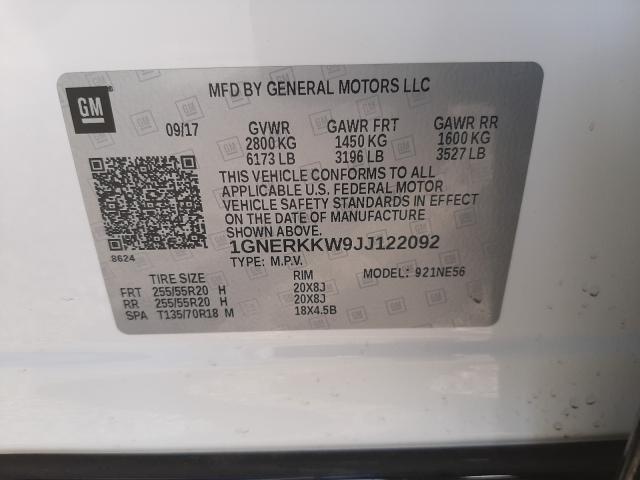 GM
MFD BY GENERAL MOTORS LLC
09/17 GVWR GAWR FRT GAWR RR
2800 KG 1450 KG 1600 KG
6173 LB 3196 LB 3527 LB
THIS VEHICLE CONFORMS TO ALL
APPLICABLE U.S. FEDERAL MOTOR
VEHICLE SAFETY STANDARDS IN EFFECT
ON THE DATE OF MANUFACTURE
SHOWN ABOVE.
8624
1GNERKKW9JJ122092
TYPE: M.P.V. MODEL: 921NE56
TIRE SIZE RIM
FRT 255/55R20 H 20X8J
RR 255/55R20 H 20X8J
SPA T135/70R18 M 18X4.5B